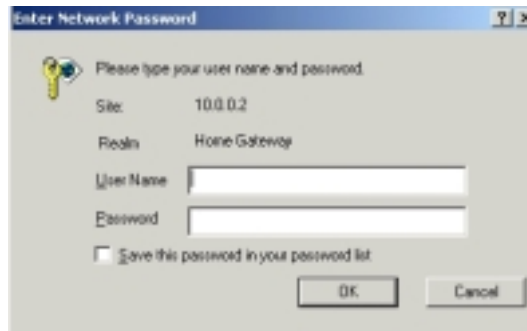 Enter Network Password
Please type your user name and password.
Site: 10.0.0.2
Realm Home Gateway
User Name
Password
Save this password in your password list
OK Cancel